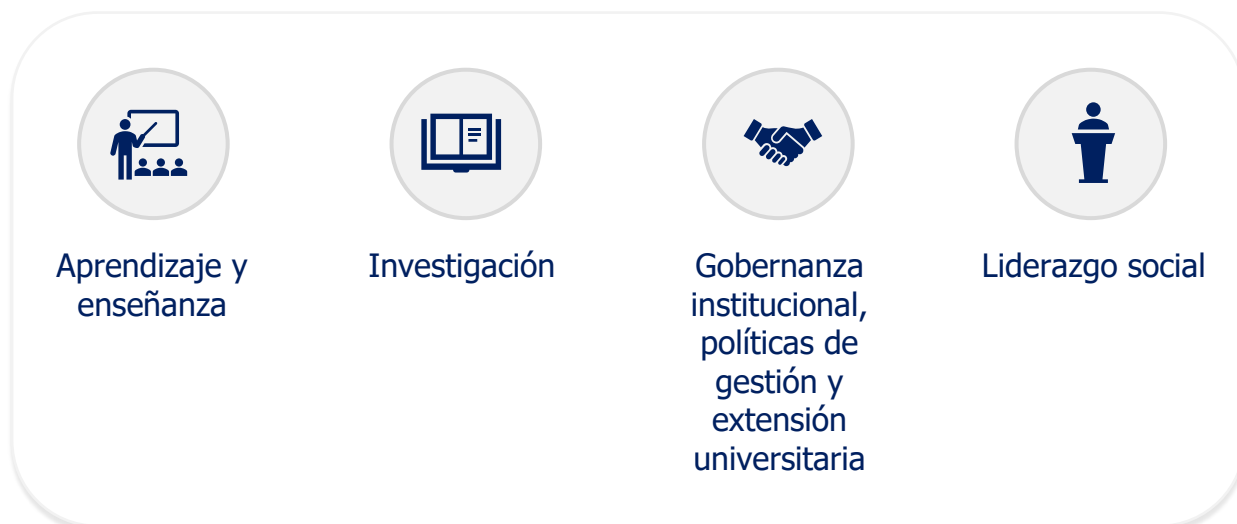 Aprendizaje y
enseñanza
Investigación
Gobernanza
institucional,
políticas de
gestión y
extensión
universitaria
Liderazgo social